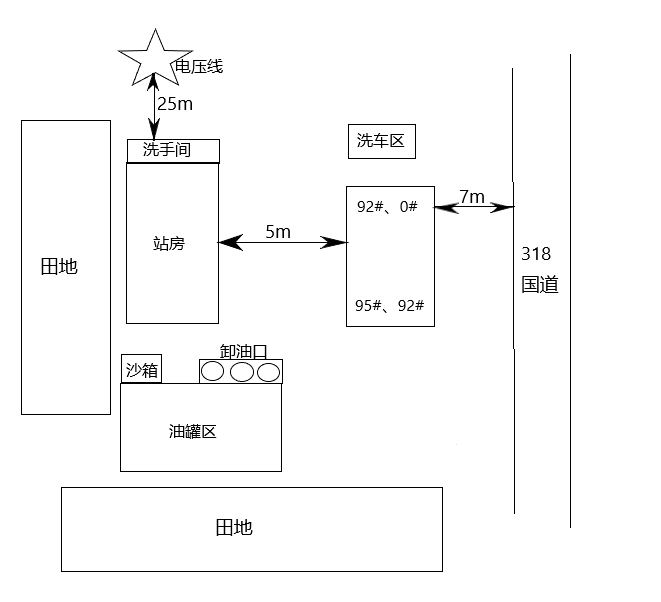 电压线
25m
洗手间
洗车区
92#、0#
7m
站房
5m
田地
318
国道
95#、92#
卸油口
沙箱
油罐区
田地